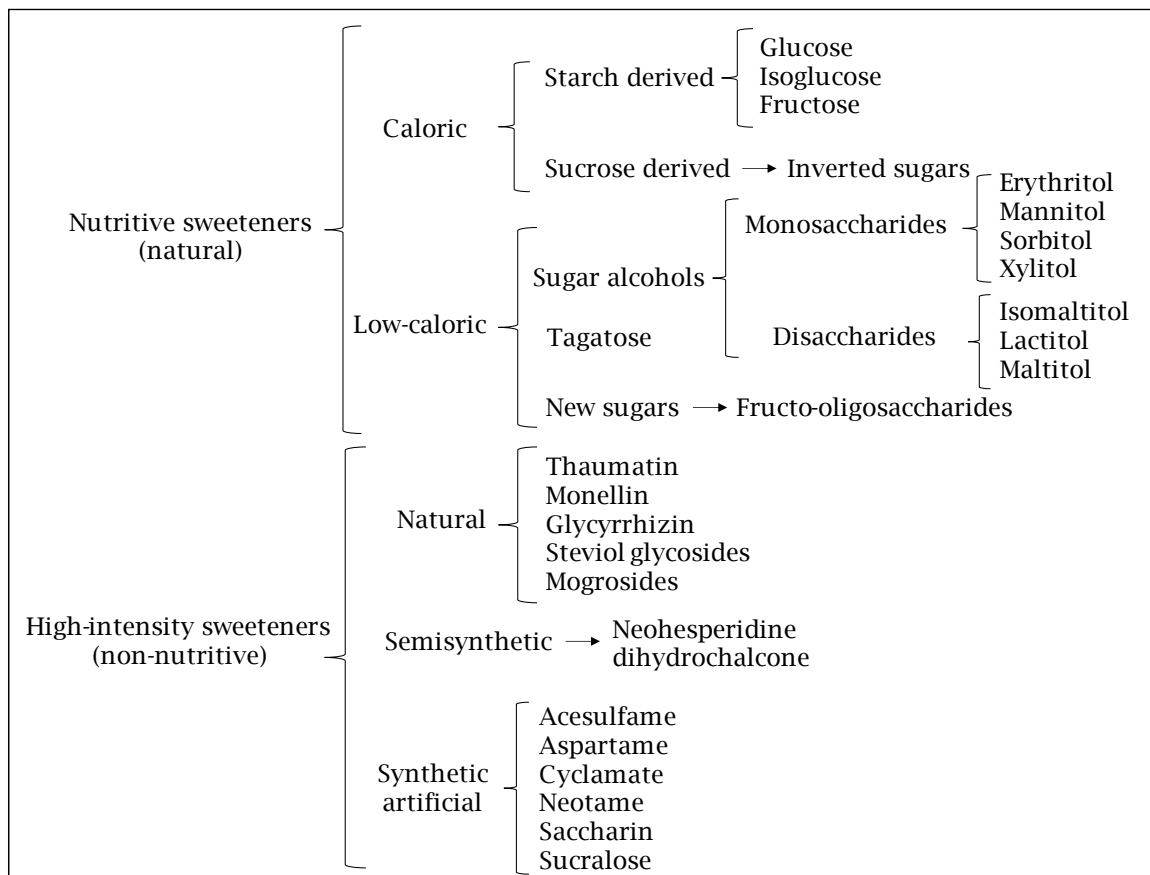 Glucose
Isoglucose
Fructose
Starch derived
Caloric
Sucrose derived
Inverted sugars
Nutritive sweeteners
(natural)
Erythritol
Mannitol
Sorbitol
Xylitol
Monosaccharides
Sugar alcohols
Low-caloric
Tagatose
Disaccharides
Isomaltitol
Lactitol
Maltitol
New sugars
Fructo-oligosaccharides
Thaumatin
Monellin
Natural
Glycyrrhizin
Steviol glycosides
Mogrosides
High-intensity sweeteners
(non-nutritive)
Semisynthetic
Neohesperidine
dihydrochalcone
Synthetic
artificial
Acesulfame
Aspartame
Cyclamate
Neotame
Saccharin
Sucralose